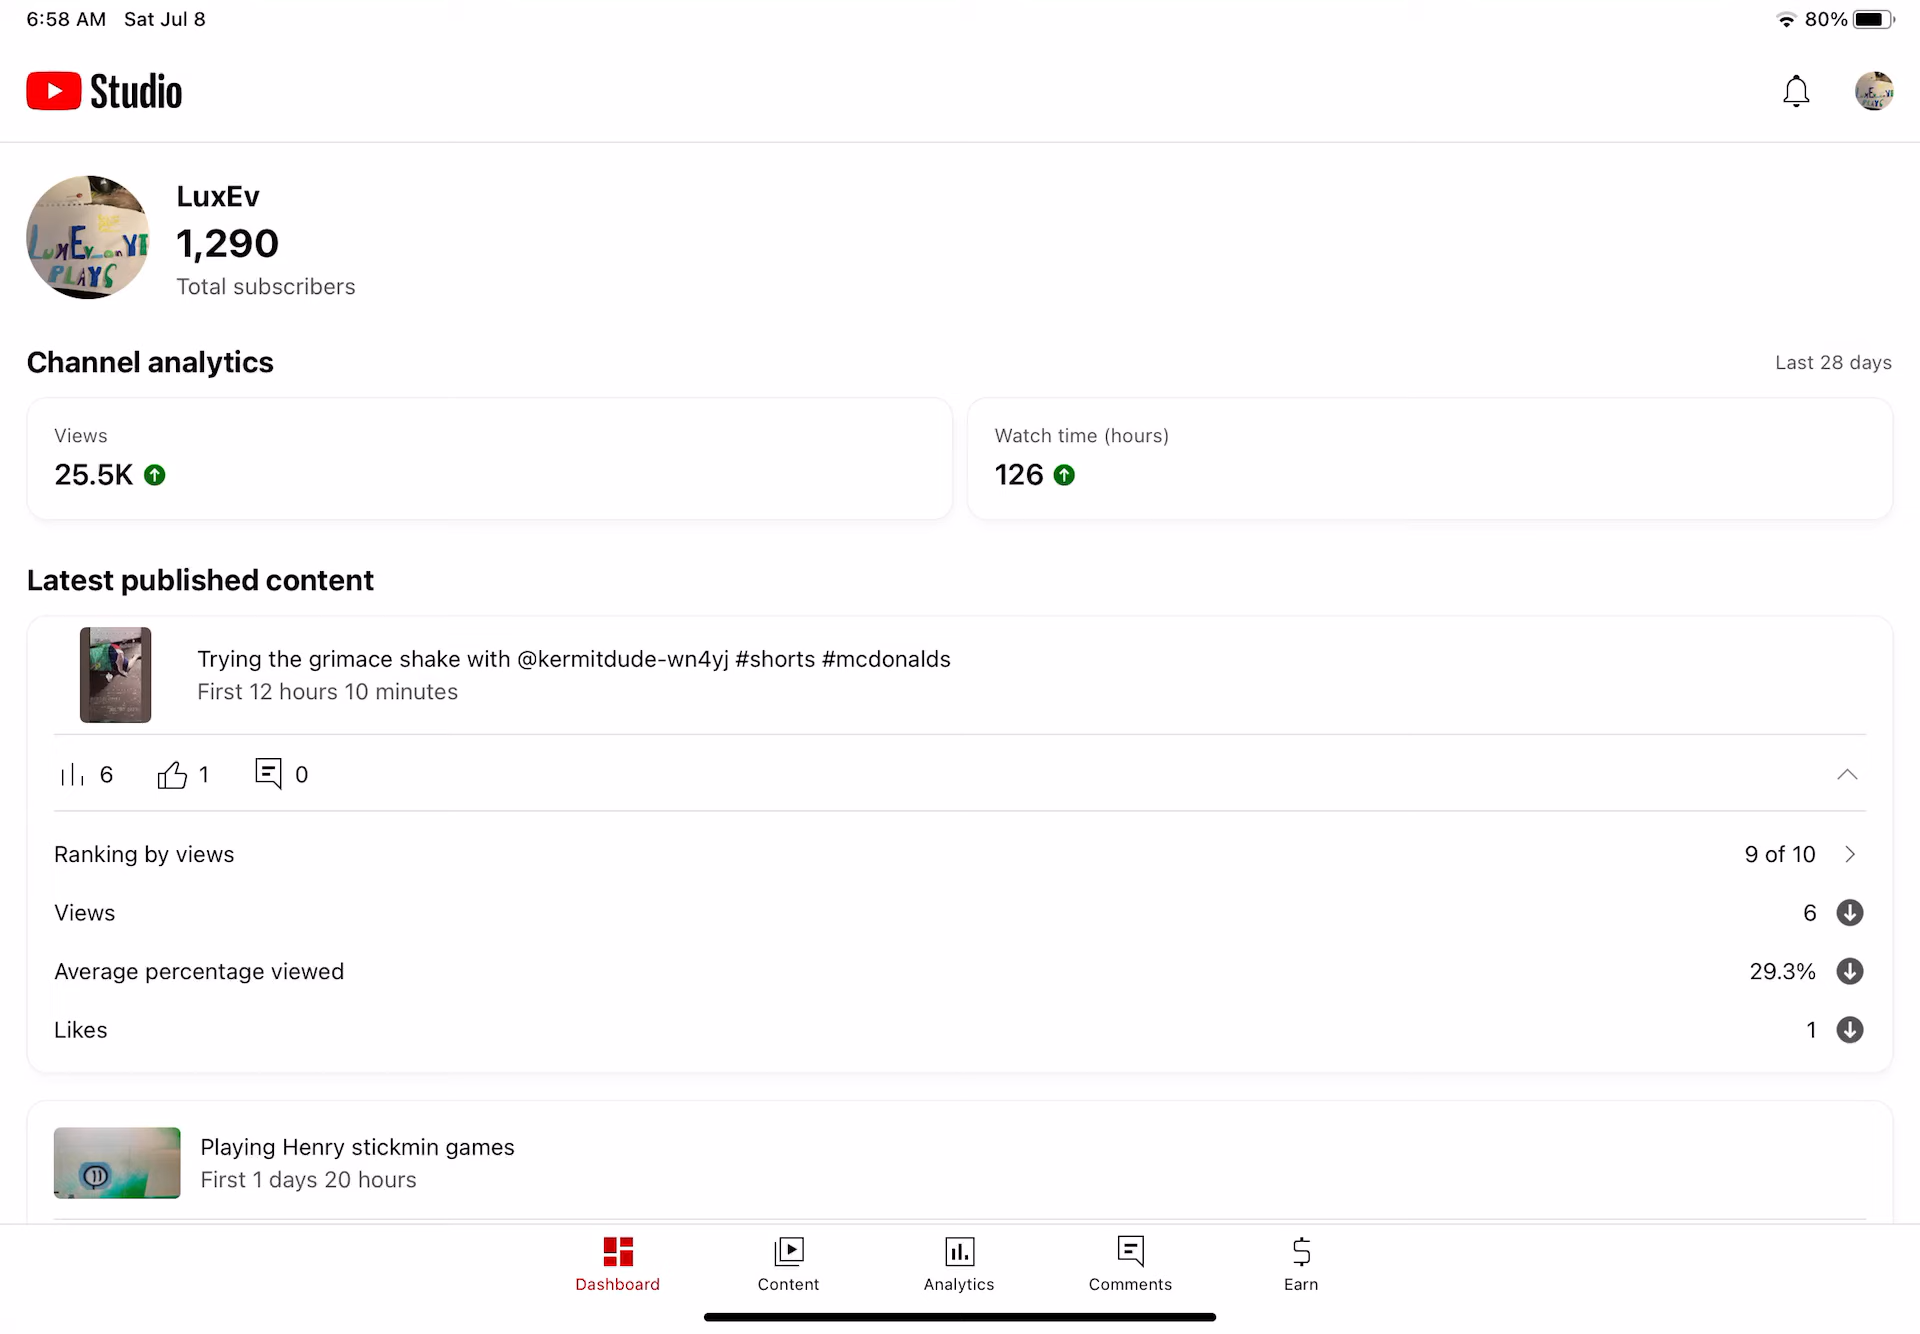 6:58 AM Sat Jul 8
80%
Studio
LuxEv
1,290
Total subscribers
LuxEv_on YT
PLAYS
Channel analytics
Last 28 days
Views
25.5K
Watch time (hours)
126
Latest published content
Trying the grimace shake with @kermitdude-wn4yj #shorts #mcdonalds
First 12 hours 10 minutes
6 1 0
Ranking by views 9 of 10
Views 6
Average percentage viewed 29.3%
Likes 1
Playing Henry stickmin games
First 1 days 20 hours
Dashboard Content Analytics Comments Earn